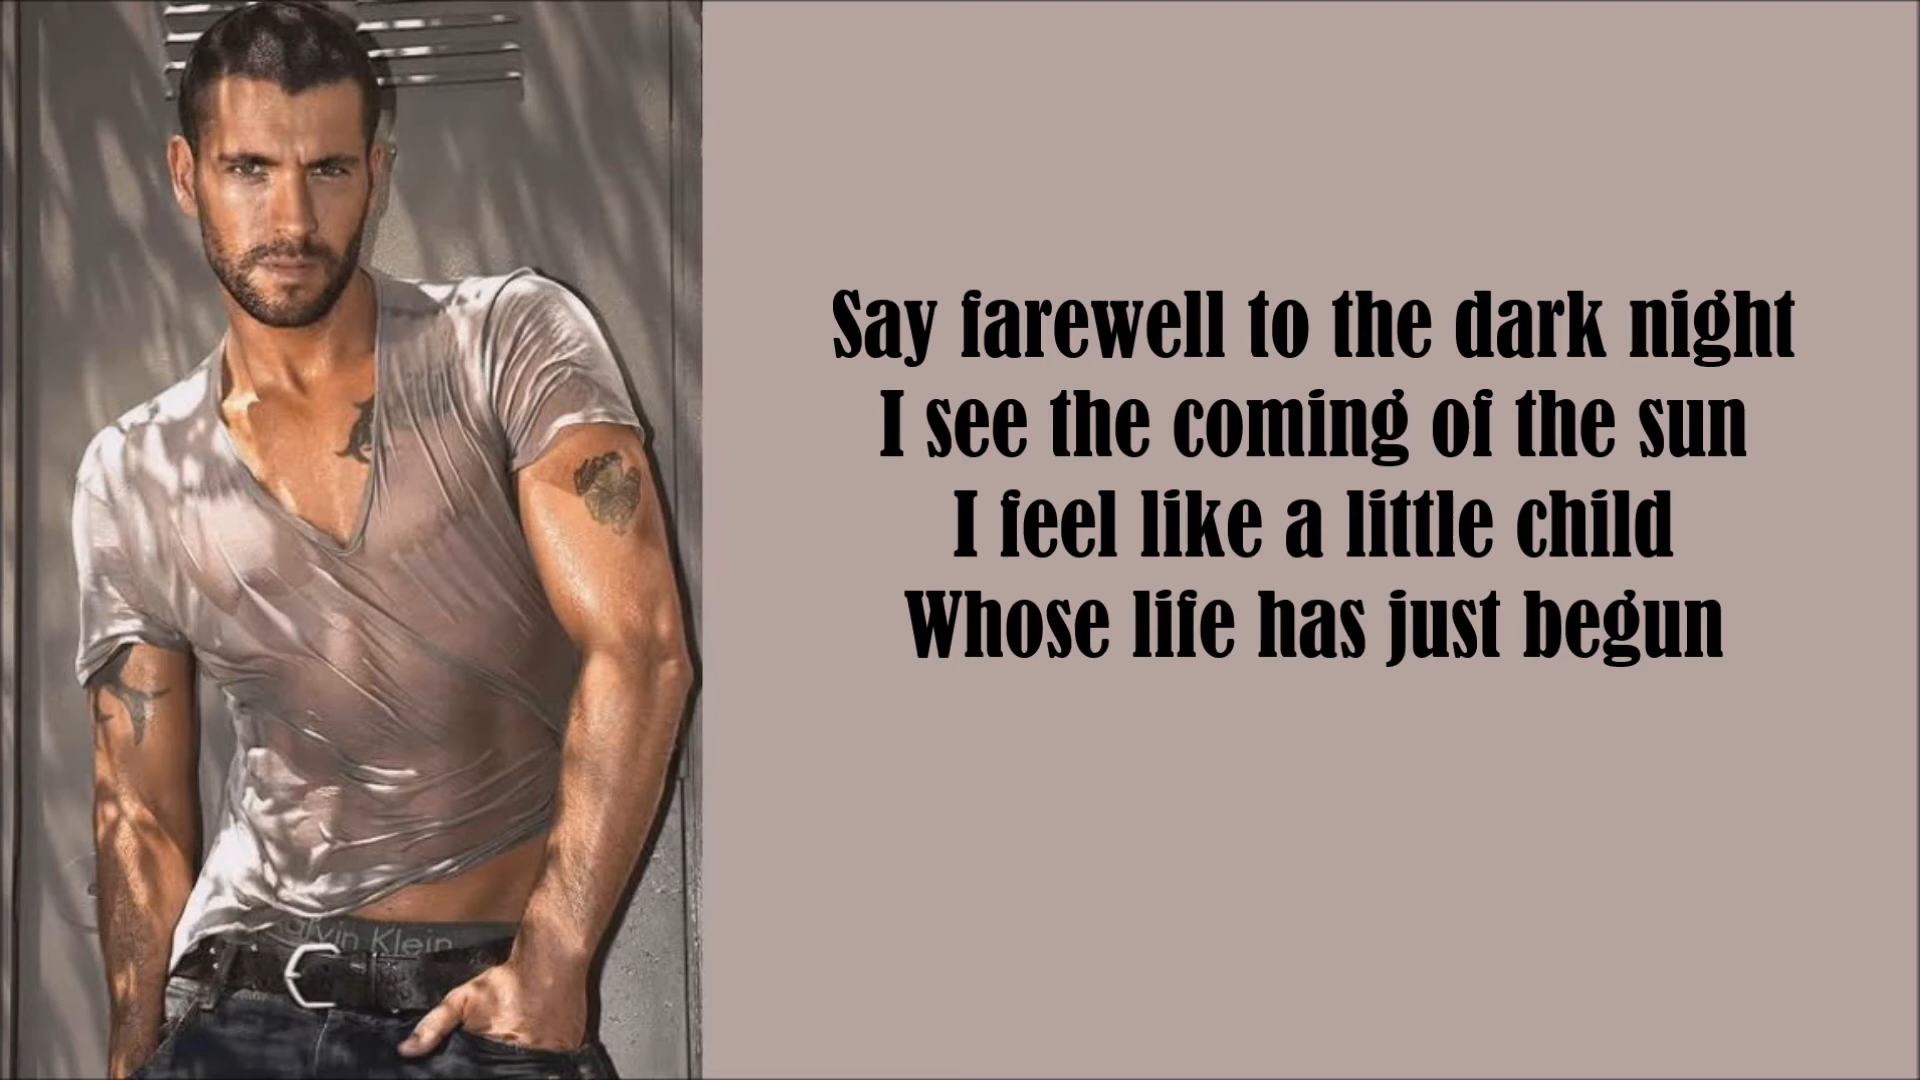 Say farewell to the dark night
I see the coming of the sun
I feel like a little child
Whose life has just begun
Calvin Klein